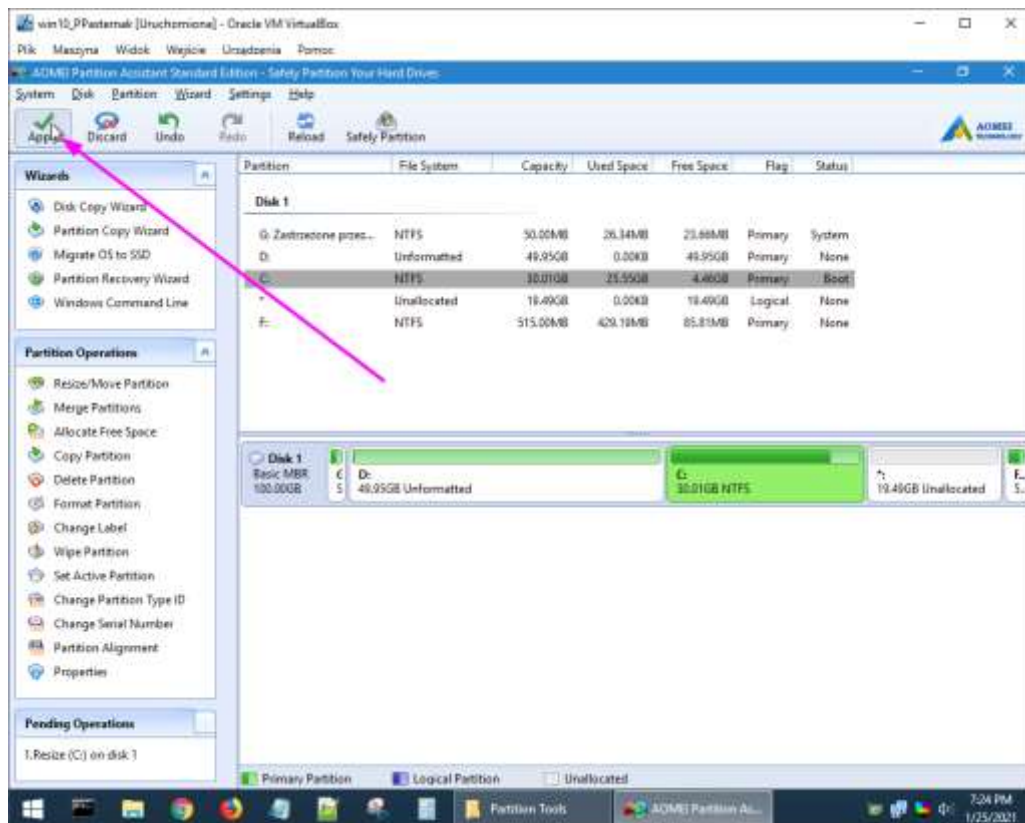 win10_PPasternak [Uruchomiona] - Oracle VM VirtualBox
Plik Maszyna Widok Wejście Urządzenia Pomoc
AOMEI Partition Assistant Standard Edition - Safely Partition Your Hard Drives
System Disk Partition Wizard Settings Help
Apply Discard Undo Redo Reload Safely Partition
AOMEI
Wizards
Disk Copy Wizard
Partition Copy Wizard
Migrate OS to SSD
Partition Recovery Wizard
Windows Command Line
Partition Operations
Resize/Move Partition
Merge Partitions
Allocate Free Space
Copy Partition
Delete Partition
Format Partition
Change Label
Wipe Partition
Set Active Partition
Change Partition Type ID
Change Serial Number
Partition Alignment
Properties
Pending Operations
1.Resize (C:) on disk 1
Partition File System Capacity Used Space Free Space Flag Status
Disk 1
G: Zastrzeżone przez... NTFS 50.00MB 26.34MB 23.66MB Primary System
D: Unformatted 49.95GB 0.00KB 49.95GB Primary None
C: NTFS 30.01GB 25.55GB 4.46GB Primary Boot
*: Unallocated 19.49GB 0.00KB 19.49GB Logical None
F: NTFS 515.00MB 429.19MB 85.81MB Primary None
Disk 1
Basic MBR
100.00GB
D:
49.95GB Unformatted
C:
30.01GB NTFS
*:
19.49GB Unallocated
F...
5...
Primary Partition Logical Partition Unallocated
Partition Tools AOMEI Partition As...
7:24 PM
1/25/2021